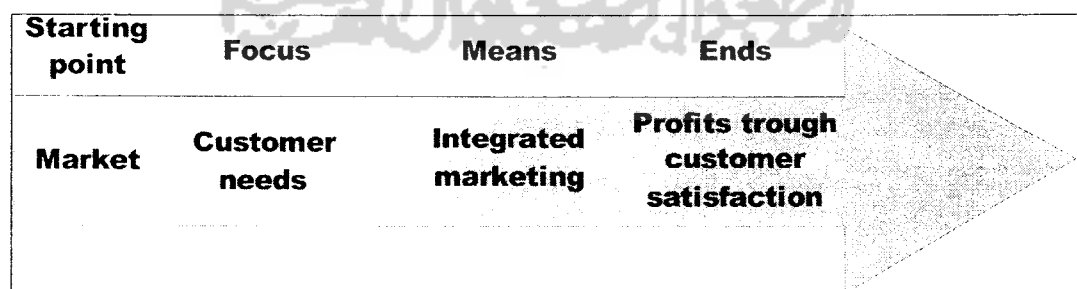 Starting point
Focus
Means
Ends
Market
Customer needs
Integrated marketing
Profits trough customer satisfaction